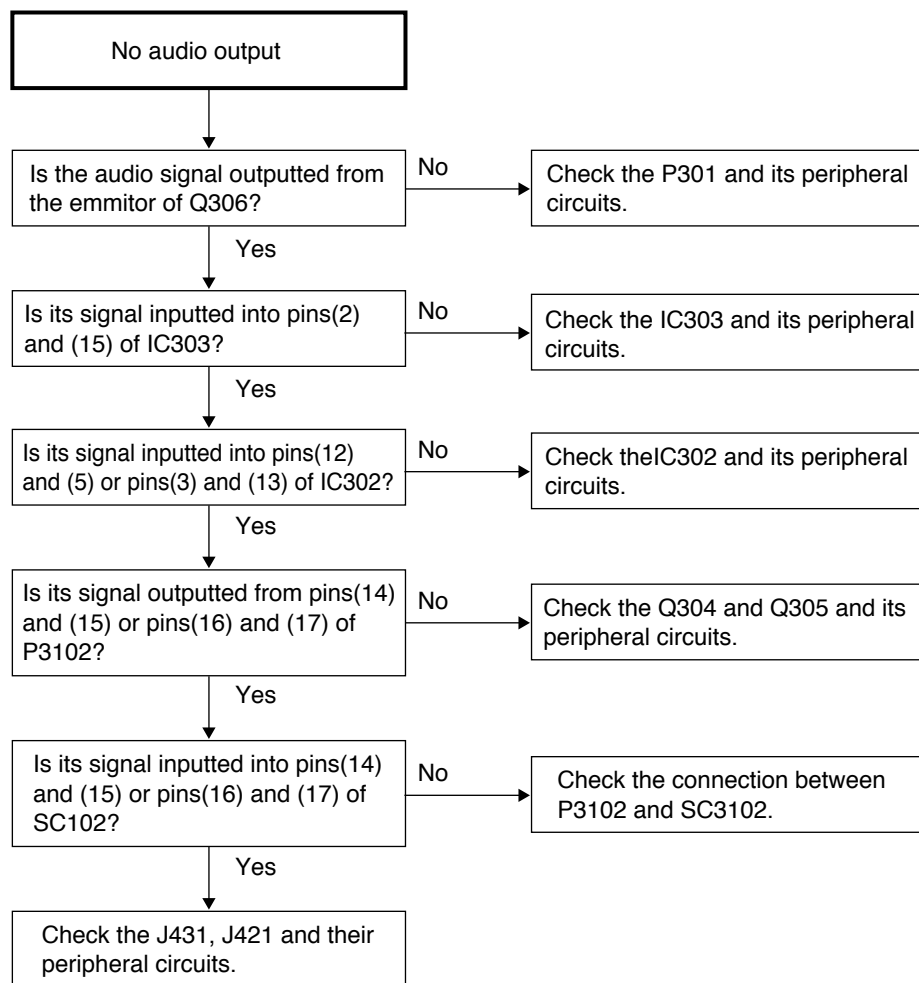 No audio output
Is the audio signal outputted from
the emmitor of Q306?
No
Check the P301 and its peripheral
circuits.
Yes
Is its signal inputted into pins(2)
and (15) of IC303?
No
Check the IC303 and its peripheral
circuits.
Yes
Is its signal inputted into pins(12)
and (5) or pins(3) and (13) of IC302?
No
Check theIC302 and its peripheral
circuits.
Yes
Is its signal outputted from pins(14)
and (15) or pins(16) and (17) of
P3102?
No
Check the Q304 and Q305 and its
peripheral circuits.
Yes
Is its signal inputted into pins(14)
and (15) or pins(16) and (17) of
SC102?
No
Check the connection between
P3102 and SC3102.
Yes
Check the J431, J421 and their
peripheral circuits.